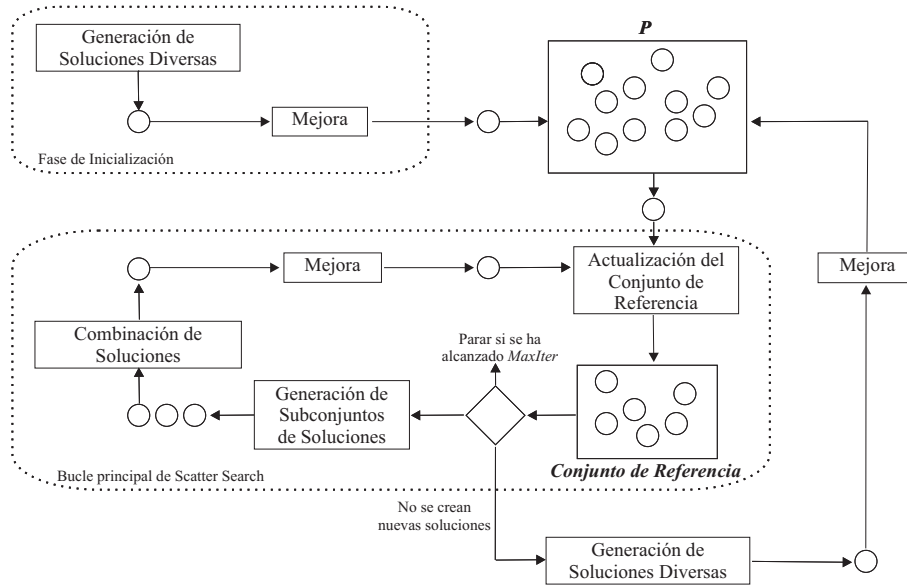 Generación de
Soluciones Diversas
Mejora
Fase de Inicialización
P
Mejora
Actualización del
Conjunto de
Referencia
Mejora
Combinación de
Soluciones
Parar si se ha
alcanzado MaxIter
Generación de
Subconjuntos
de Soluciones
Conjunto de Referencia
Bucle principal de Scatter Search
No se crean
nuevas soluciones
Generación de
Soluciones Diversas